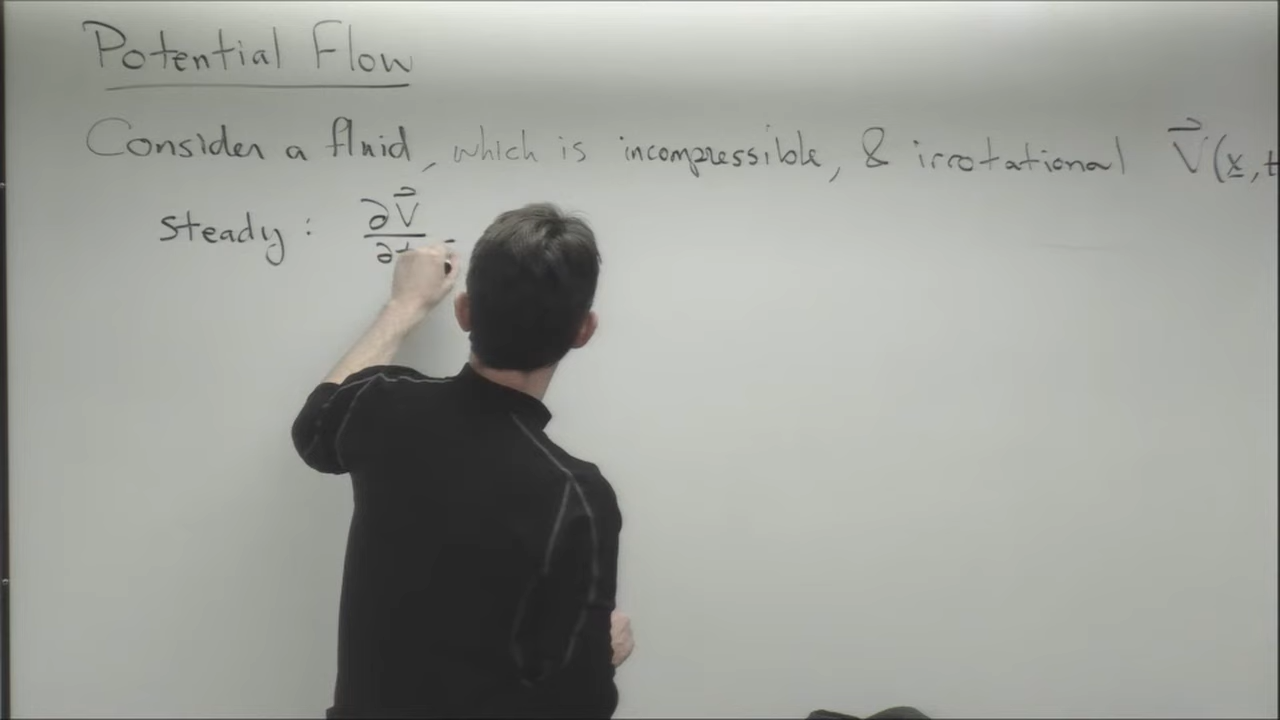 Potential Flow
Consider a fluid, which is incompressible, & irrotational V⃗(x̲,t
steady: ∂V⃗/∂t =